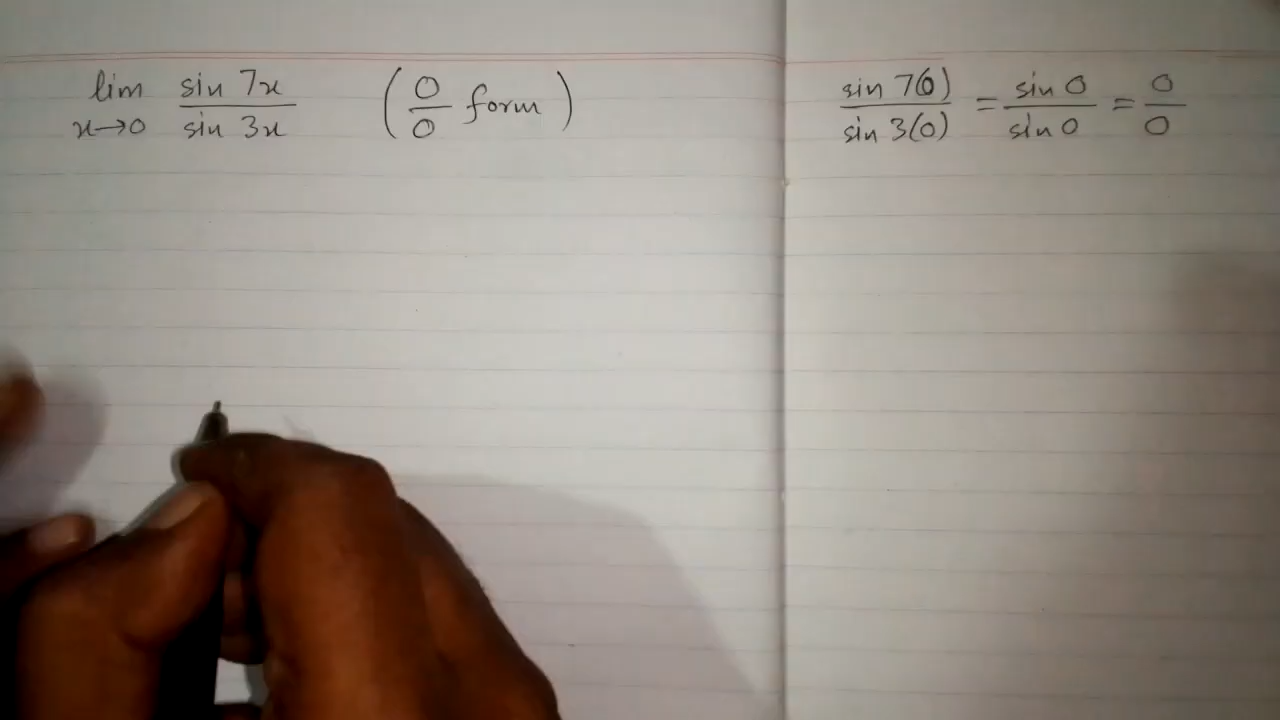 lim x→0 sin 7x / sin 3x (0/0 form)
sin 7(0) / sin 3(0) = sin 0 / sin 0 = 0/0